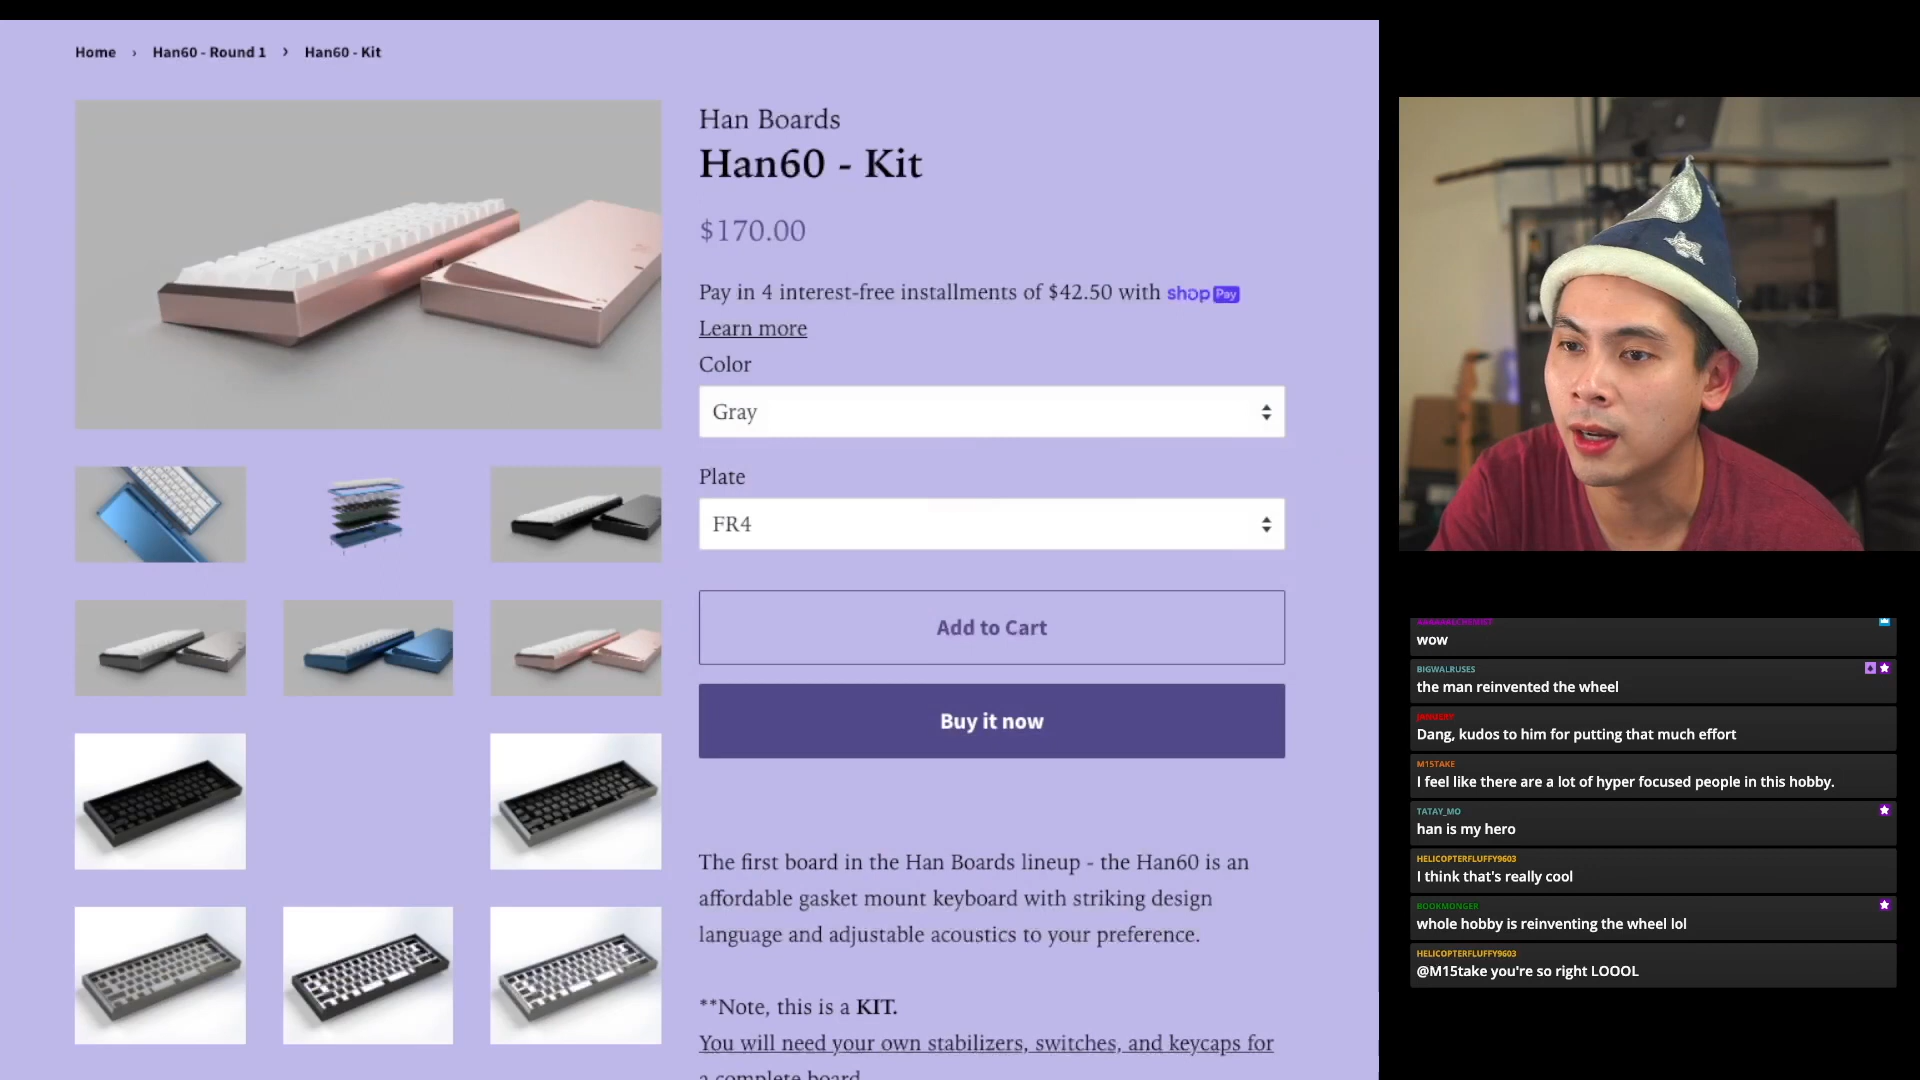 Home › Han60 - Round 1 › Han60 - Kit
Han Boards
Han60 - Kit
$170.00
Pay in 4 interest-free installments of $42.50 with shop Pay
Learn more
Color
Gray
Plate
FR4
Add to Cart
Buy it now
The first board in the Han Boards lineup - the Han60 is an
affordable gasket mount keyboard with striking design
language and adjustable acoustics to your preference.
**Note, this is a KIT.
You will need your own stabilizers, switches, and keycaps for
a complete board.
wow
BIGWALRUSES
the man reinvented the wheel
JANUERY
Dang, kudos to him for putting that much effort
M15TAKE
I feel like there are a lot of hyper focused people in this hobby.
TATAY_MO
han is my hero
HELICOPTERFLUFFY9603
I think that's really cool
BOOKMONGER
whole hobby is reinventing the wheel lol
HELICOPTERFLUFFY9603
@M15take you're so right LOOOL